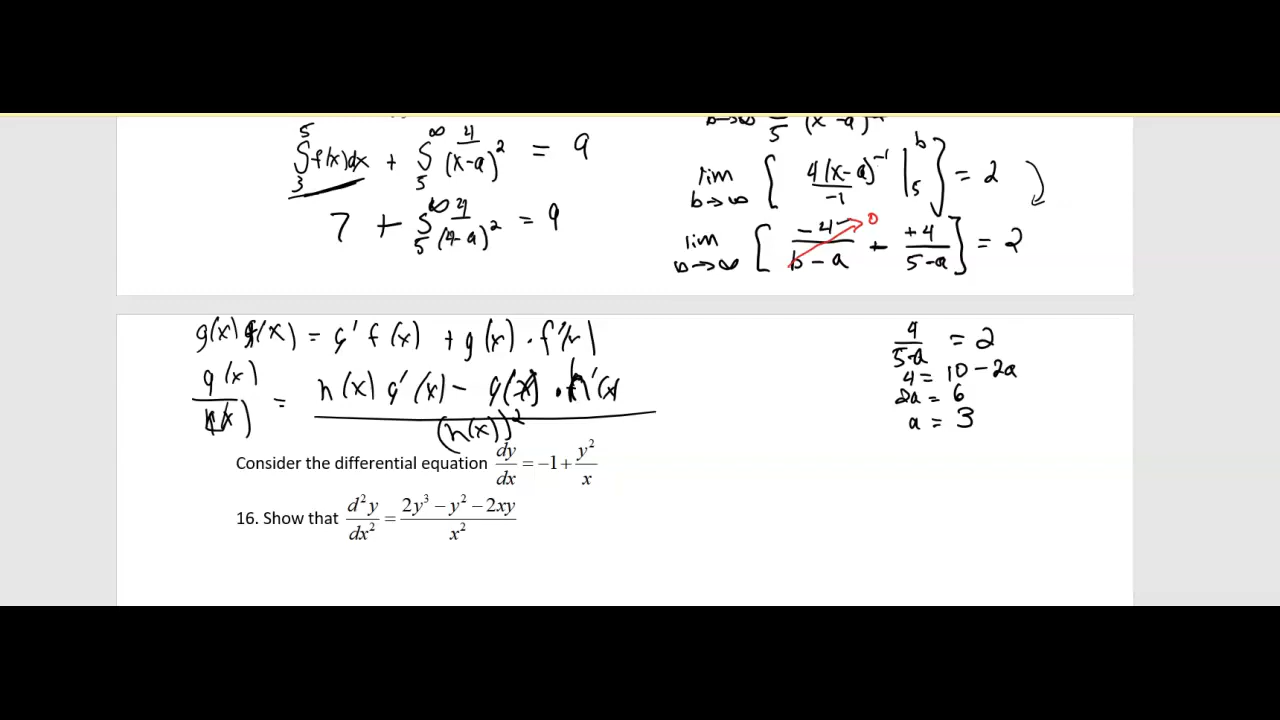 ∫₃⁵ f(x)dx + ∫₅^∞ 4/(x-a)² = 9
7 + ∫₅^∞ 4/(4-a)² = 9
b→∞ 5 (x-a)
lim b→∞ [ 4(x-a)⁻¹/-1 |₅ᵇ ] = 2
lim b→∞ [ -4/(b-a) → 0 + +4/(5-a) ] = 2
g(x) f(x) = g' f(x) + g(x) · f'(x)
g(x)/h(x) = (h(x) g'(x) - g(x) · h'(x))/(h(x))²
4/(5-a) = 2
4 = 10 - 2a
2a = 6
a = 3
Consider the differential equation dy/dx = -1 + y²/x
16. Show that d²y/dx² = (2y³ - y² - 2xy)/x²